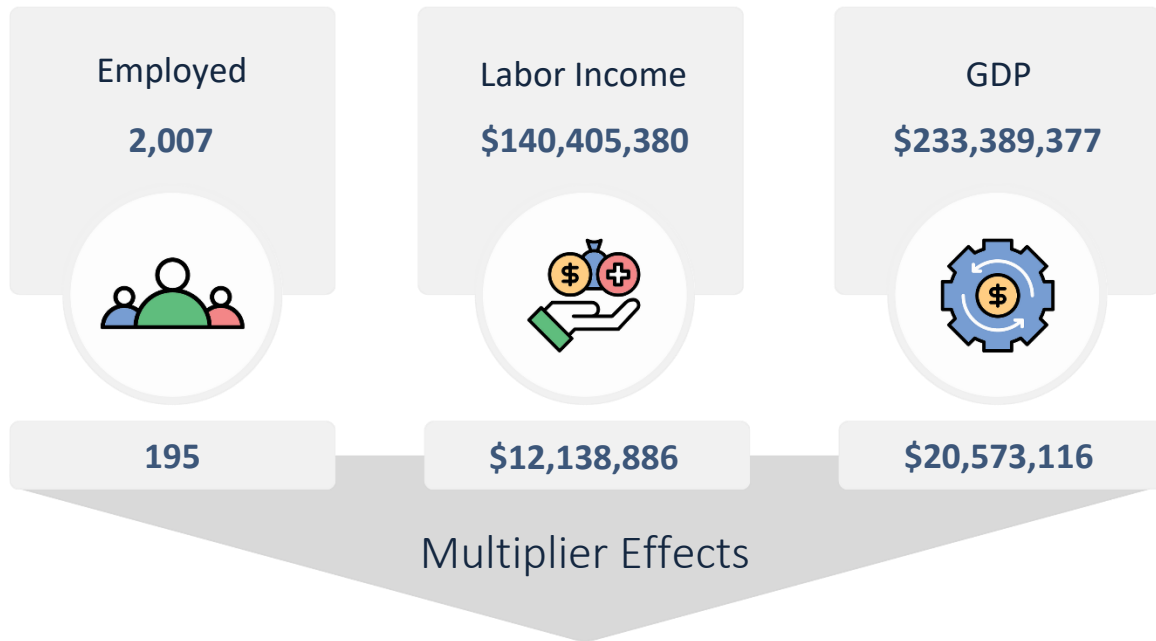 Employed
2,007
Labor Income
$140,405,380
GDP
$233,389,377
$
$
195
$12,138,886
$20,573,116
Multiplier Effects